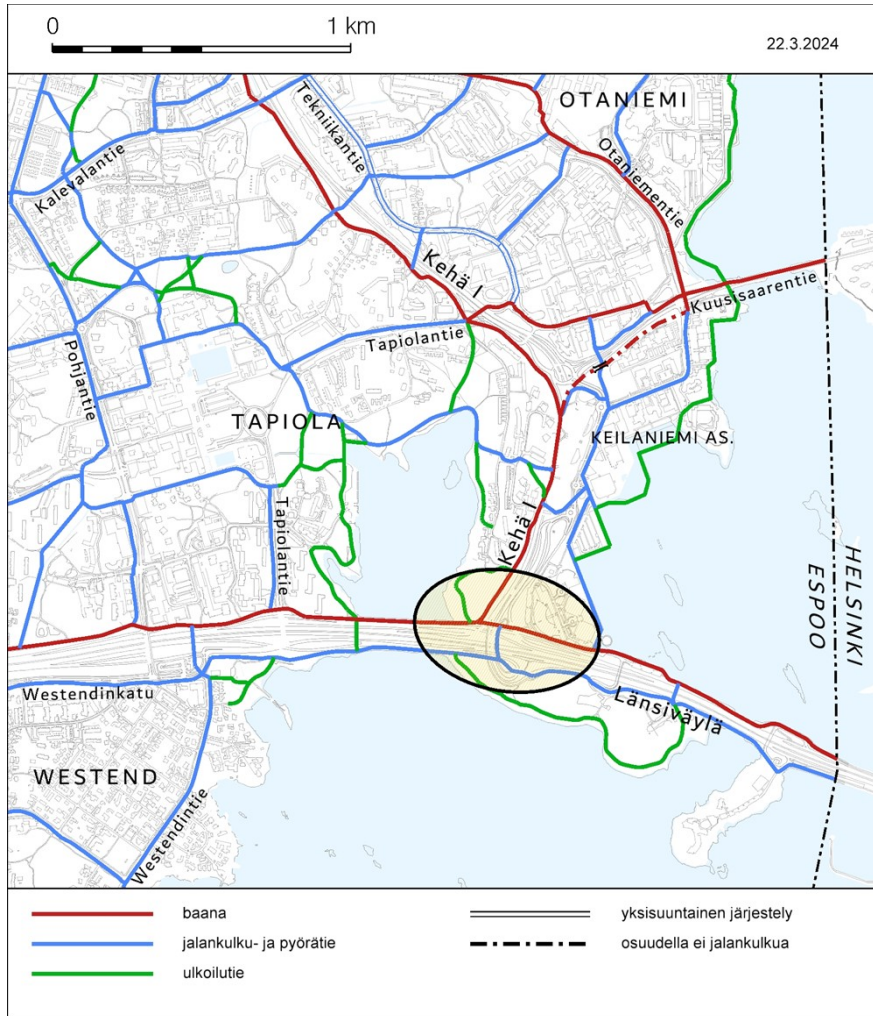 0 1 km
22.3.2024
OTANIEMI
Tekniikantie
Otaniementie
Kalevalantie
Kehä I
Kuusisaarentie
Pohjantie
Tapiolantie
TAPIOLA
KEILANIEMI AS.
Tapiolantie
Kehä I
HELSINKI
ESPOO
Westendinkatu
Länsiväylä
WESTEND
Westendintie
baana
yksisuuntainen järjestely
jalankulku- ja pyörätie
osuudella ei jalankulkua
ulkoilutie